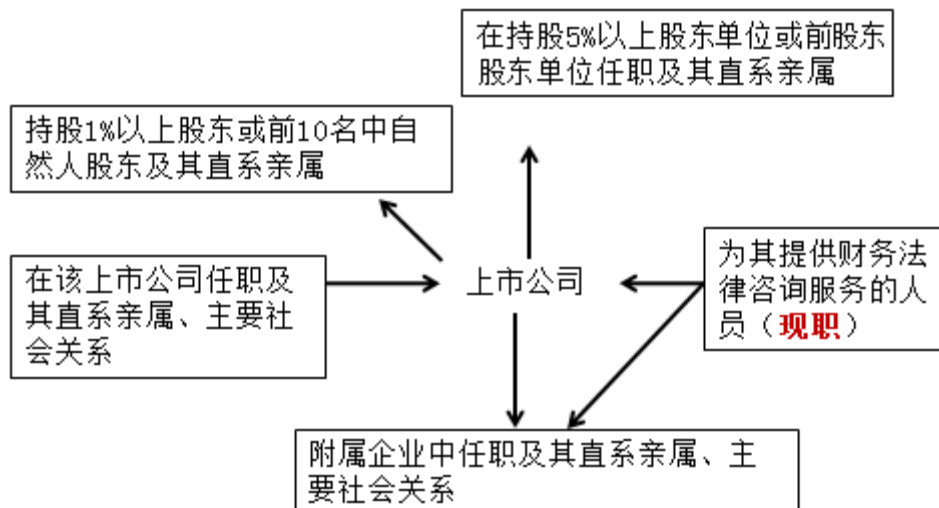 在持股5%以上股东单位或前股东
股东单位任职及其直系亲属
持股1%以上股东或前10名中自
然人股东及其直系亲属
在该上市公司任职及
其直系亲属、主要社
会关系
上市公司
为其提供财务法
律咨询服务的人
员（现职）
附属企业中任职及其直系亲属、主
要社会关系